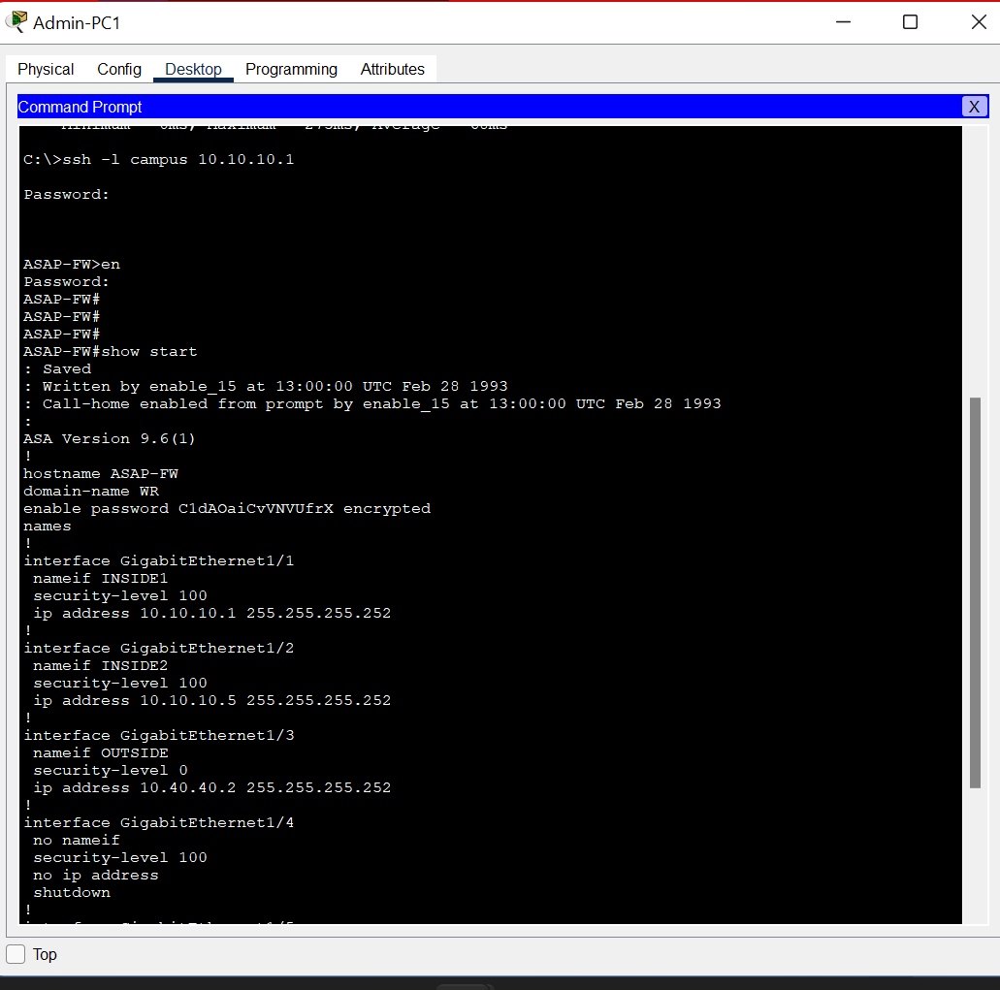 Admin-PC1
Physical Config Desktop Programming Attributes
Command Prompt X
Minimum = 0ms, Maximum = 275ms, Average = 60ms
C:\>ssh -l campus 10.10.10.1
Password:
ASAP-FW>en
Password:
ASAP-FW#
ASAP-FW#
ASAP-FW#
ASAP-FW#show start
: Saved
: Written by enable_15 at 13:00:00 UTC Feb 28 1993
: Call-home enabled from prompt by enable_15 at 13:00:00 UTC Feb 28 1993
:
ASA Version 9.6(1)
!
hostname ASAP-FW
domain-name WR
enable password C1dAOaiCvVNVUfrX encrypted
names
!
interface GigabitEthernet1/1
nameif INSIDE1
security-level 100
ip address 10.10.10.1 255.255.255.252
!
interface GigabitEthernet1/2
nameif INSIDE2
security-level 100
ip address 10.10.10.5 255.255.255.252
!
interface GigabitEthernet1/3
nameif OUTSIDE
security-level 0
ip address 10.40.40.2 255.255.255.252
!
interface GigabitEthernet1/4
no nameif
security-level 100
no ip address
shutdown
!
Top